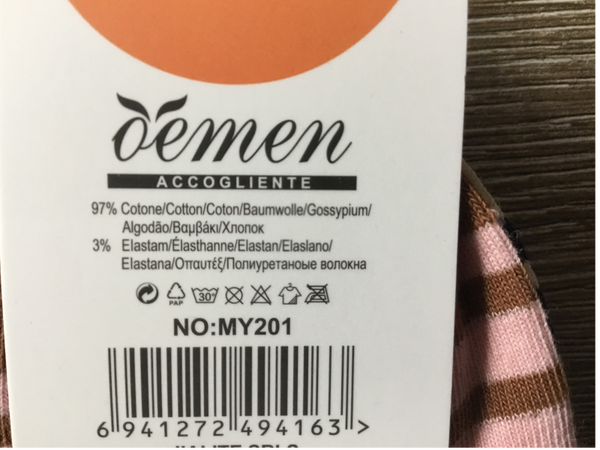 oemen
ACCOGLIENTE
97% Cotone/Cotton/Coton/Baumwolle/Gossypium/
Algodão/Βαμβάκι/Хлопок
3% Elastam/Élasthanne/Elastan/Elaslano/
Elastana/Οπαυτέξ/Полиуретаноые волокна
PAP
30°
NO:MY201
6 941272 494163 >